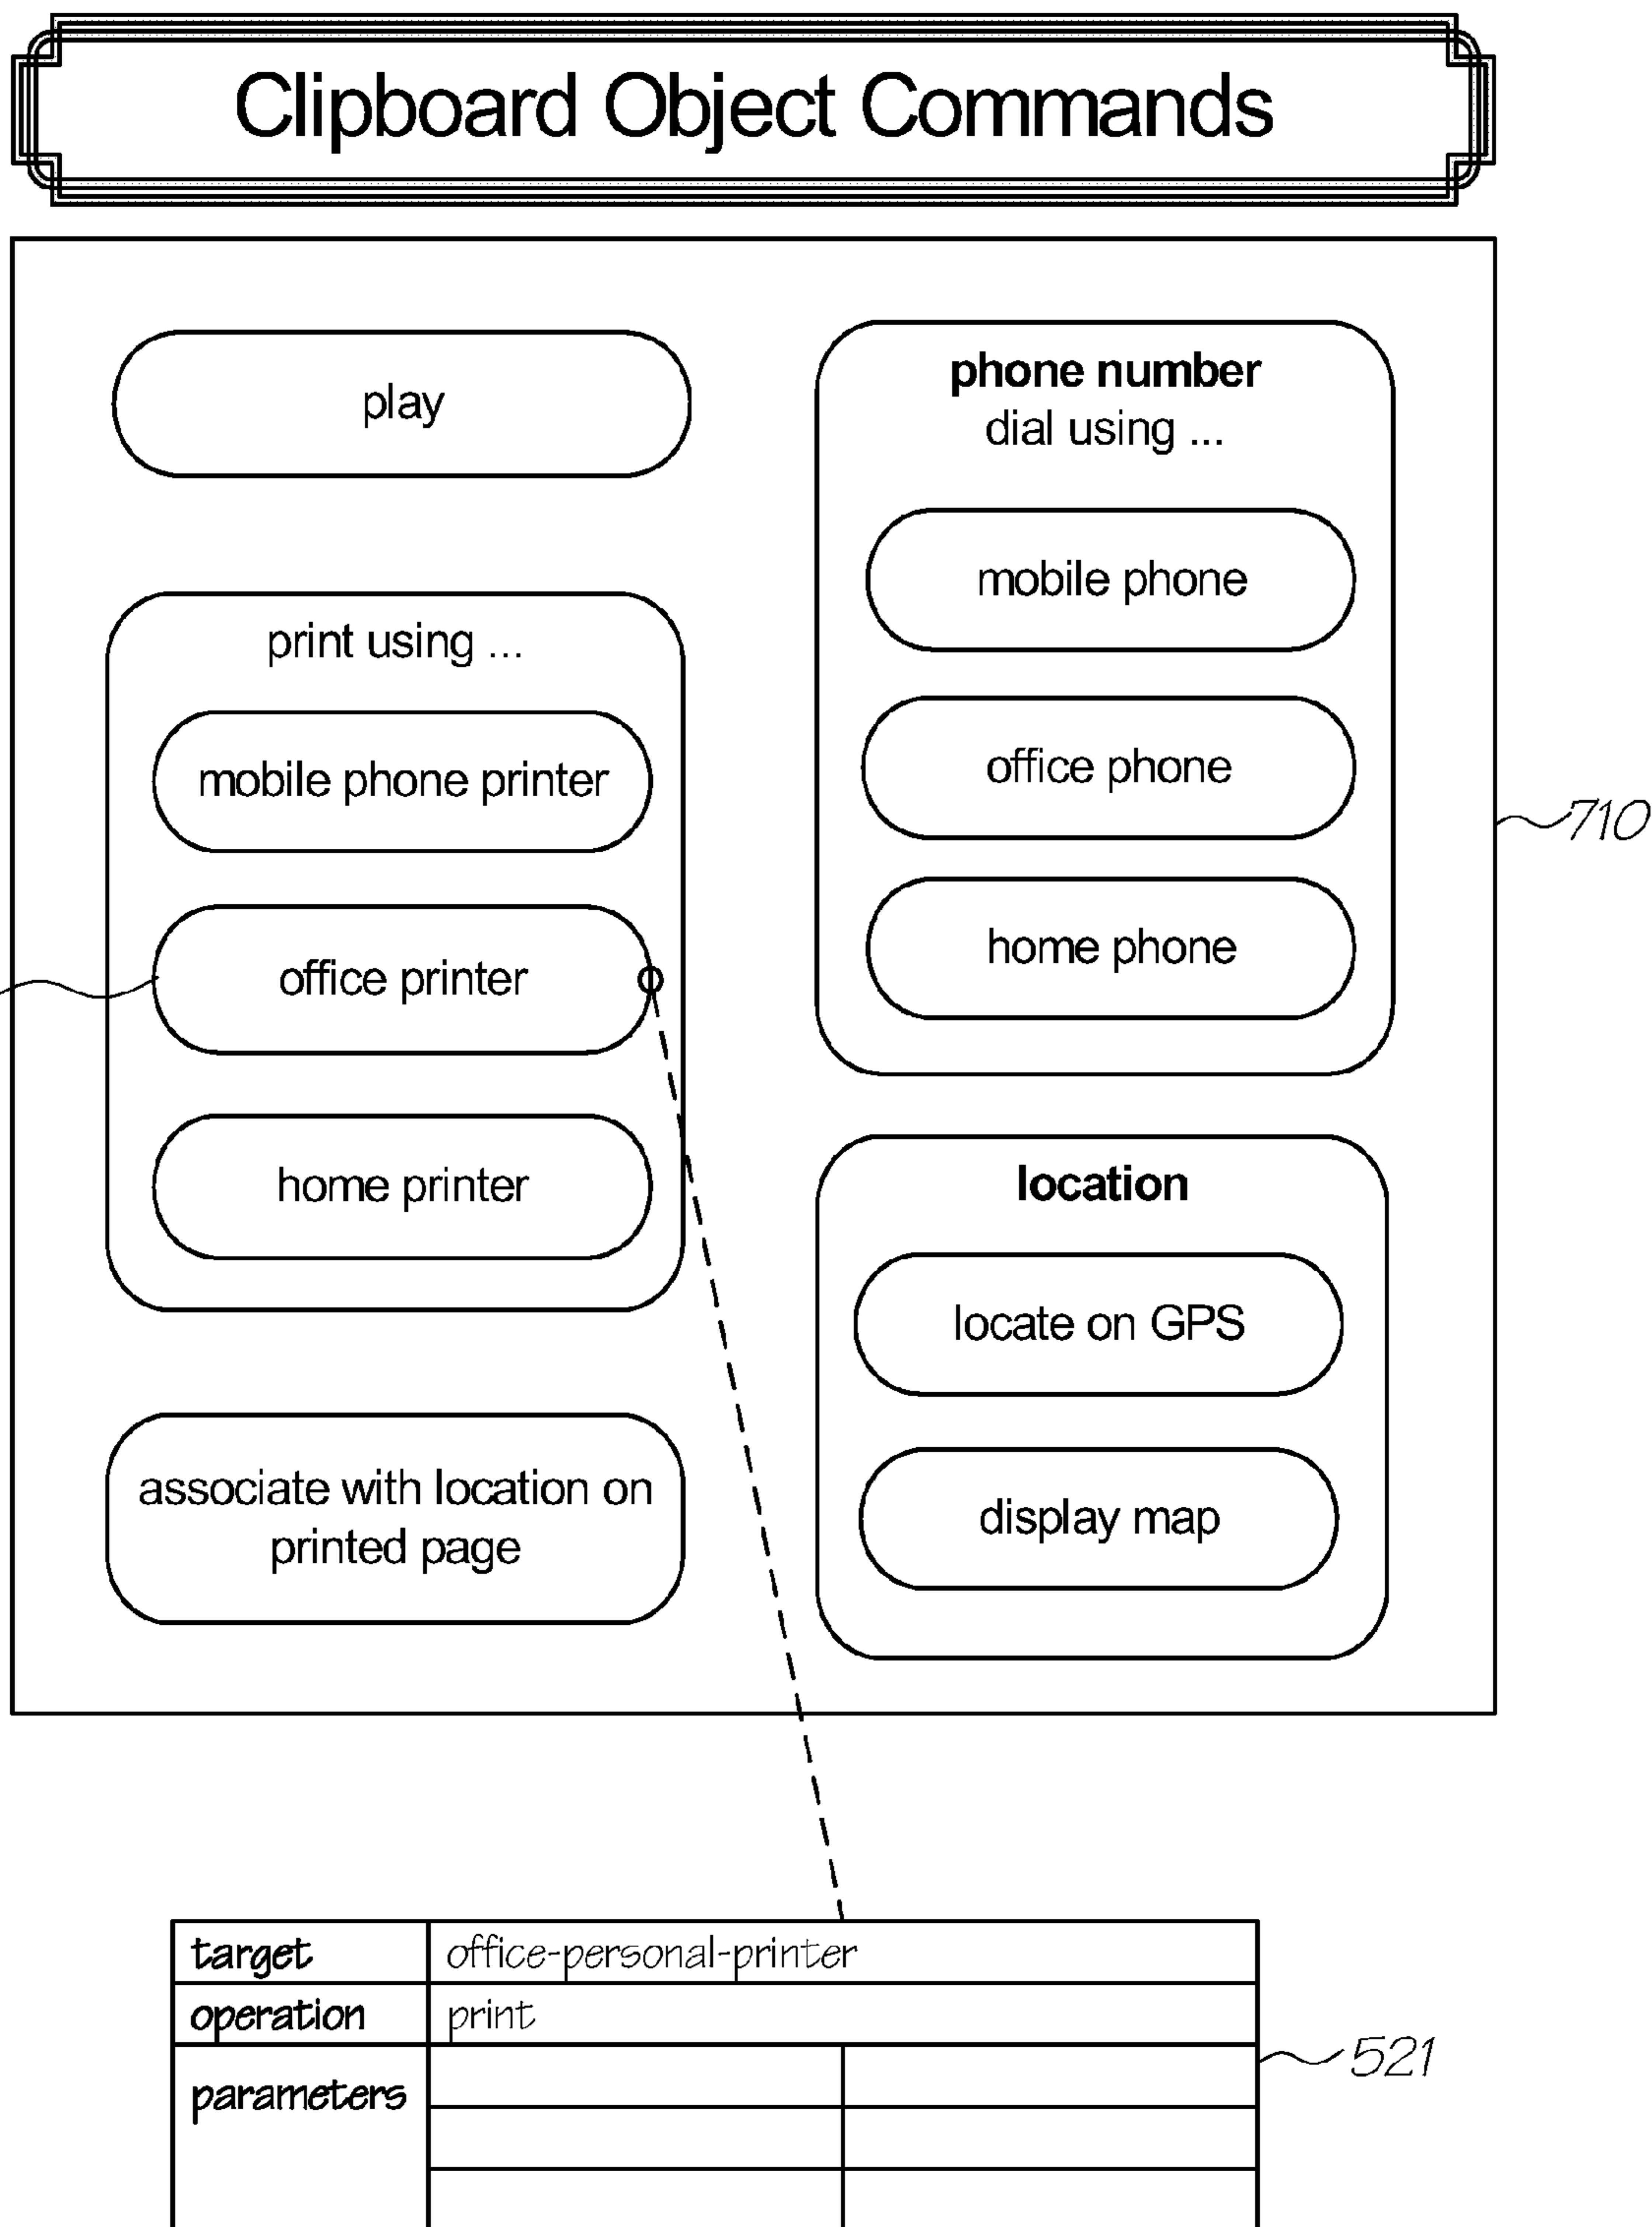 Clipboard Object Commands
play
print using ...
mobile phone printer
office printer
home printer
associate with location on
printed page
phone number
dial using ...
mobile phone
office phone
home phone
location
locate on GPS
display map
710
target office-personal-printer
operation print
parameters
521